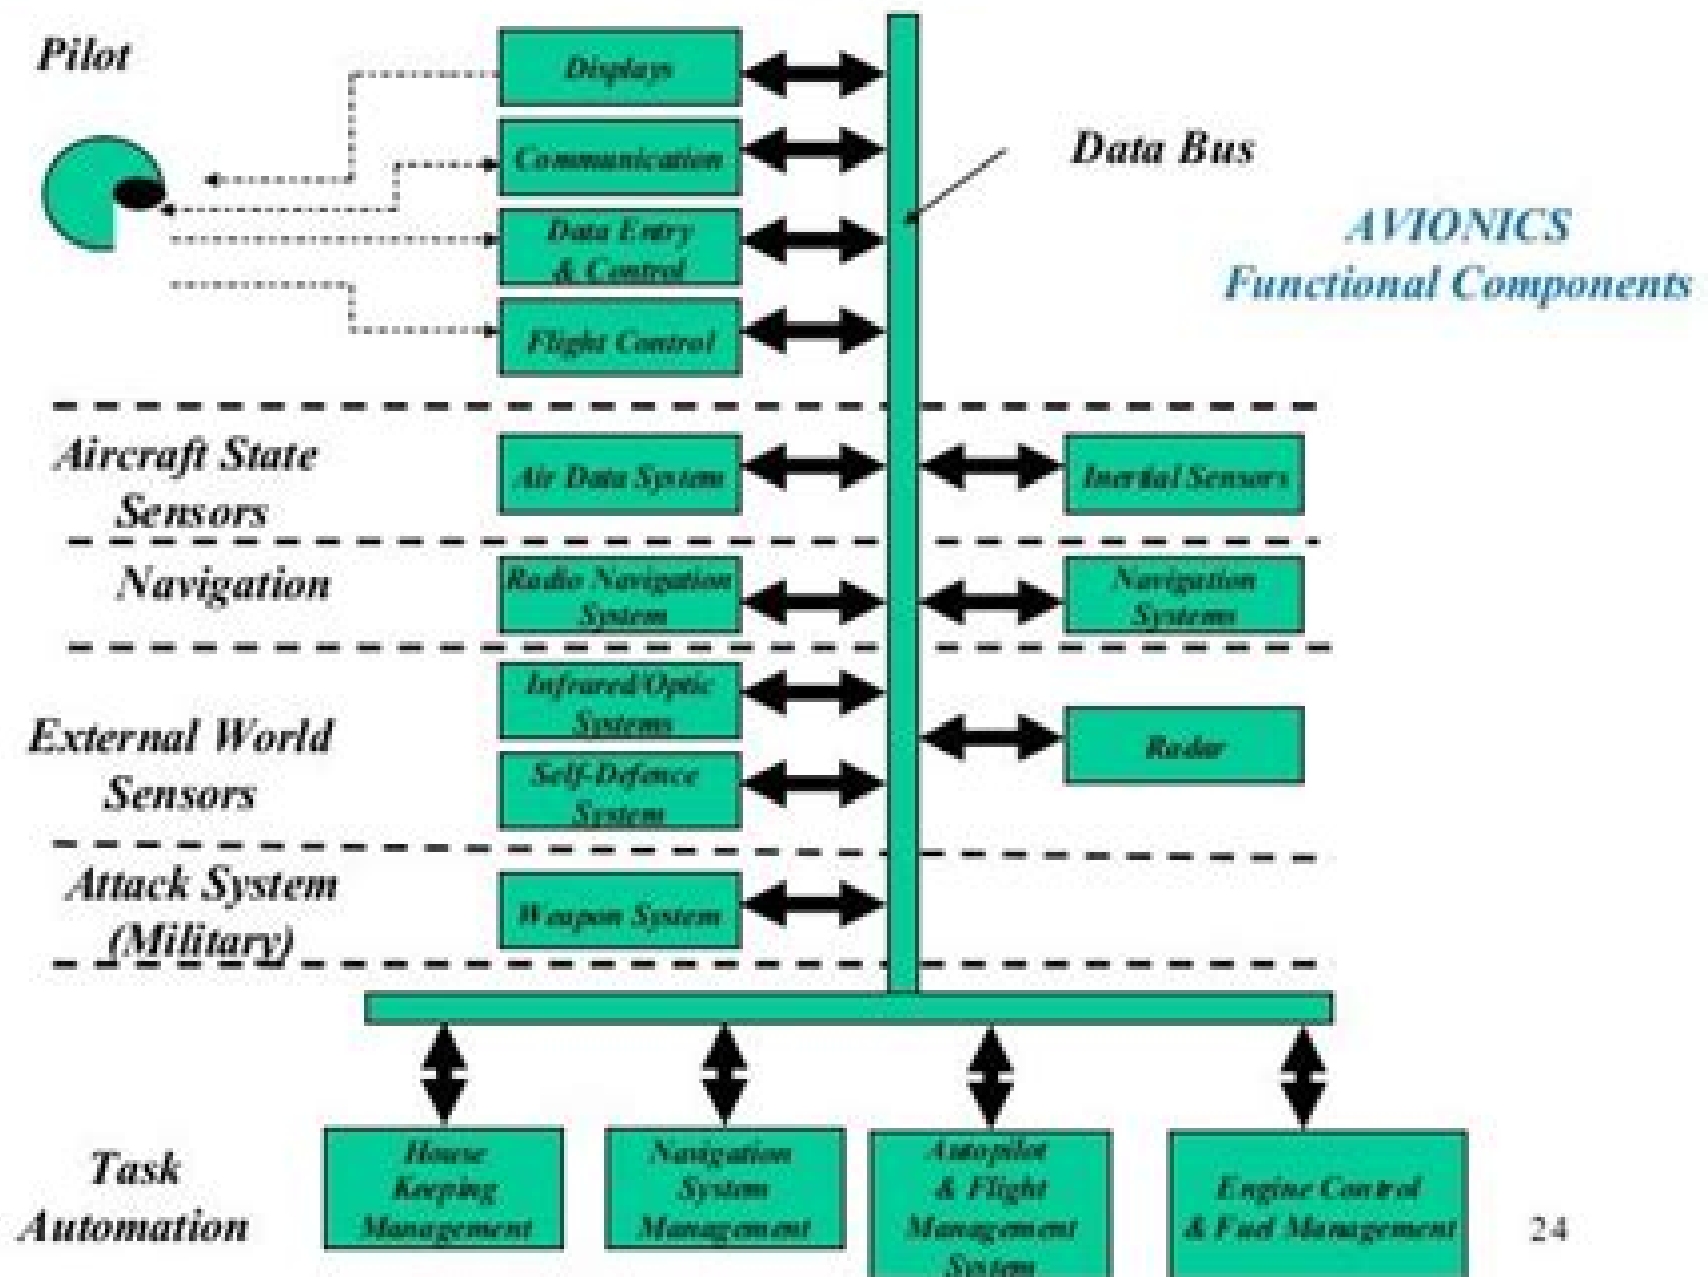 Pilot
Displays
Communication
Data Entry
& Control
Flight Control
Data Bus
AVIONICS
Functional Components
Aircraft State
Sensors
Air Data System
Inertial Sensors
Navigation
Radio Navigation
System
Navigation
Systems
External World
Sensors
Infrared/Optic
Systems
Self-Defence
System
Radar
Attack System
(Military)
Weapon System
Task
Automation
House
Keeping
Management
Navigation
System
Management
Autopilot
& Flight
Management
System
Engine Control
& Fuel Management
24